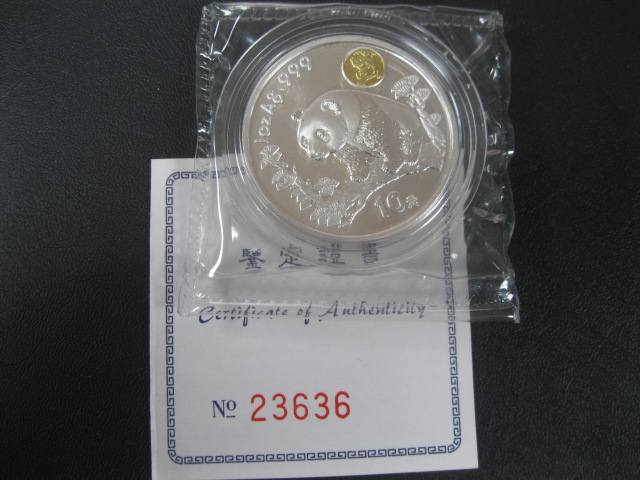 1oz Ag .999
10元
鑒定證書
Certificate of Authenticity
No 23636